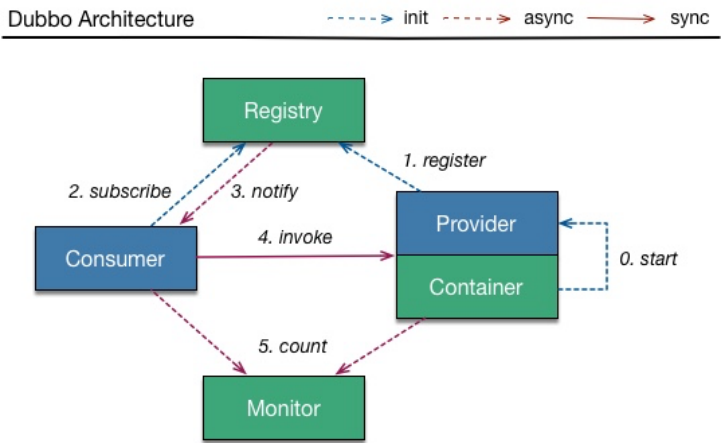 Dubbo Architecture
init
async
sync
Registry
1. register
2. subscribe
3. notify
Provider
4. invoke
Consumer
0. start
Container
5. count
Monitor